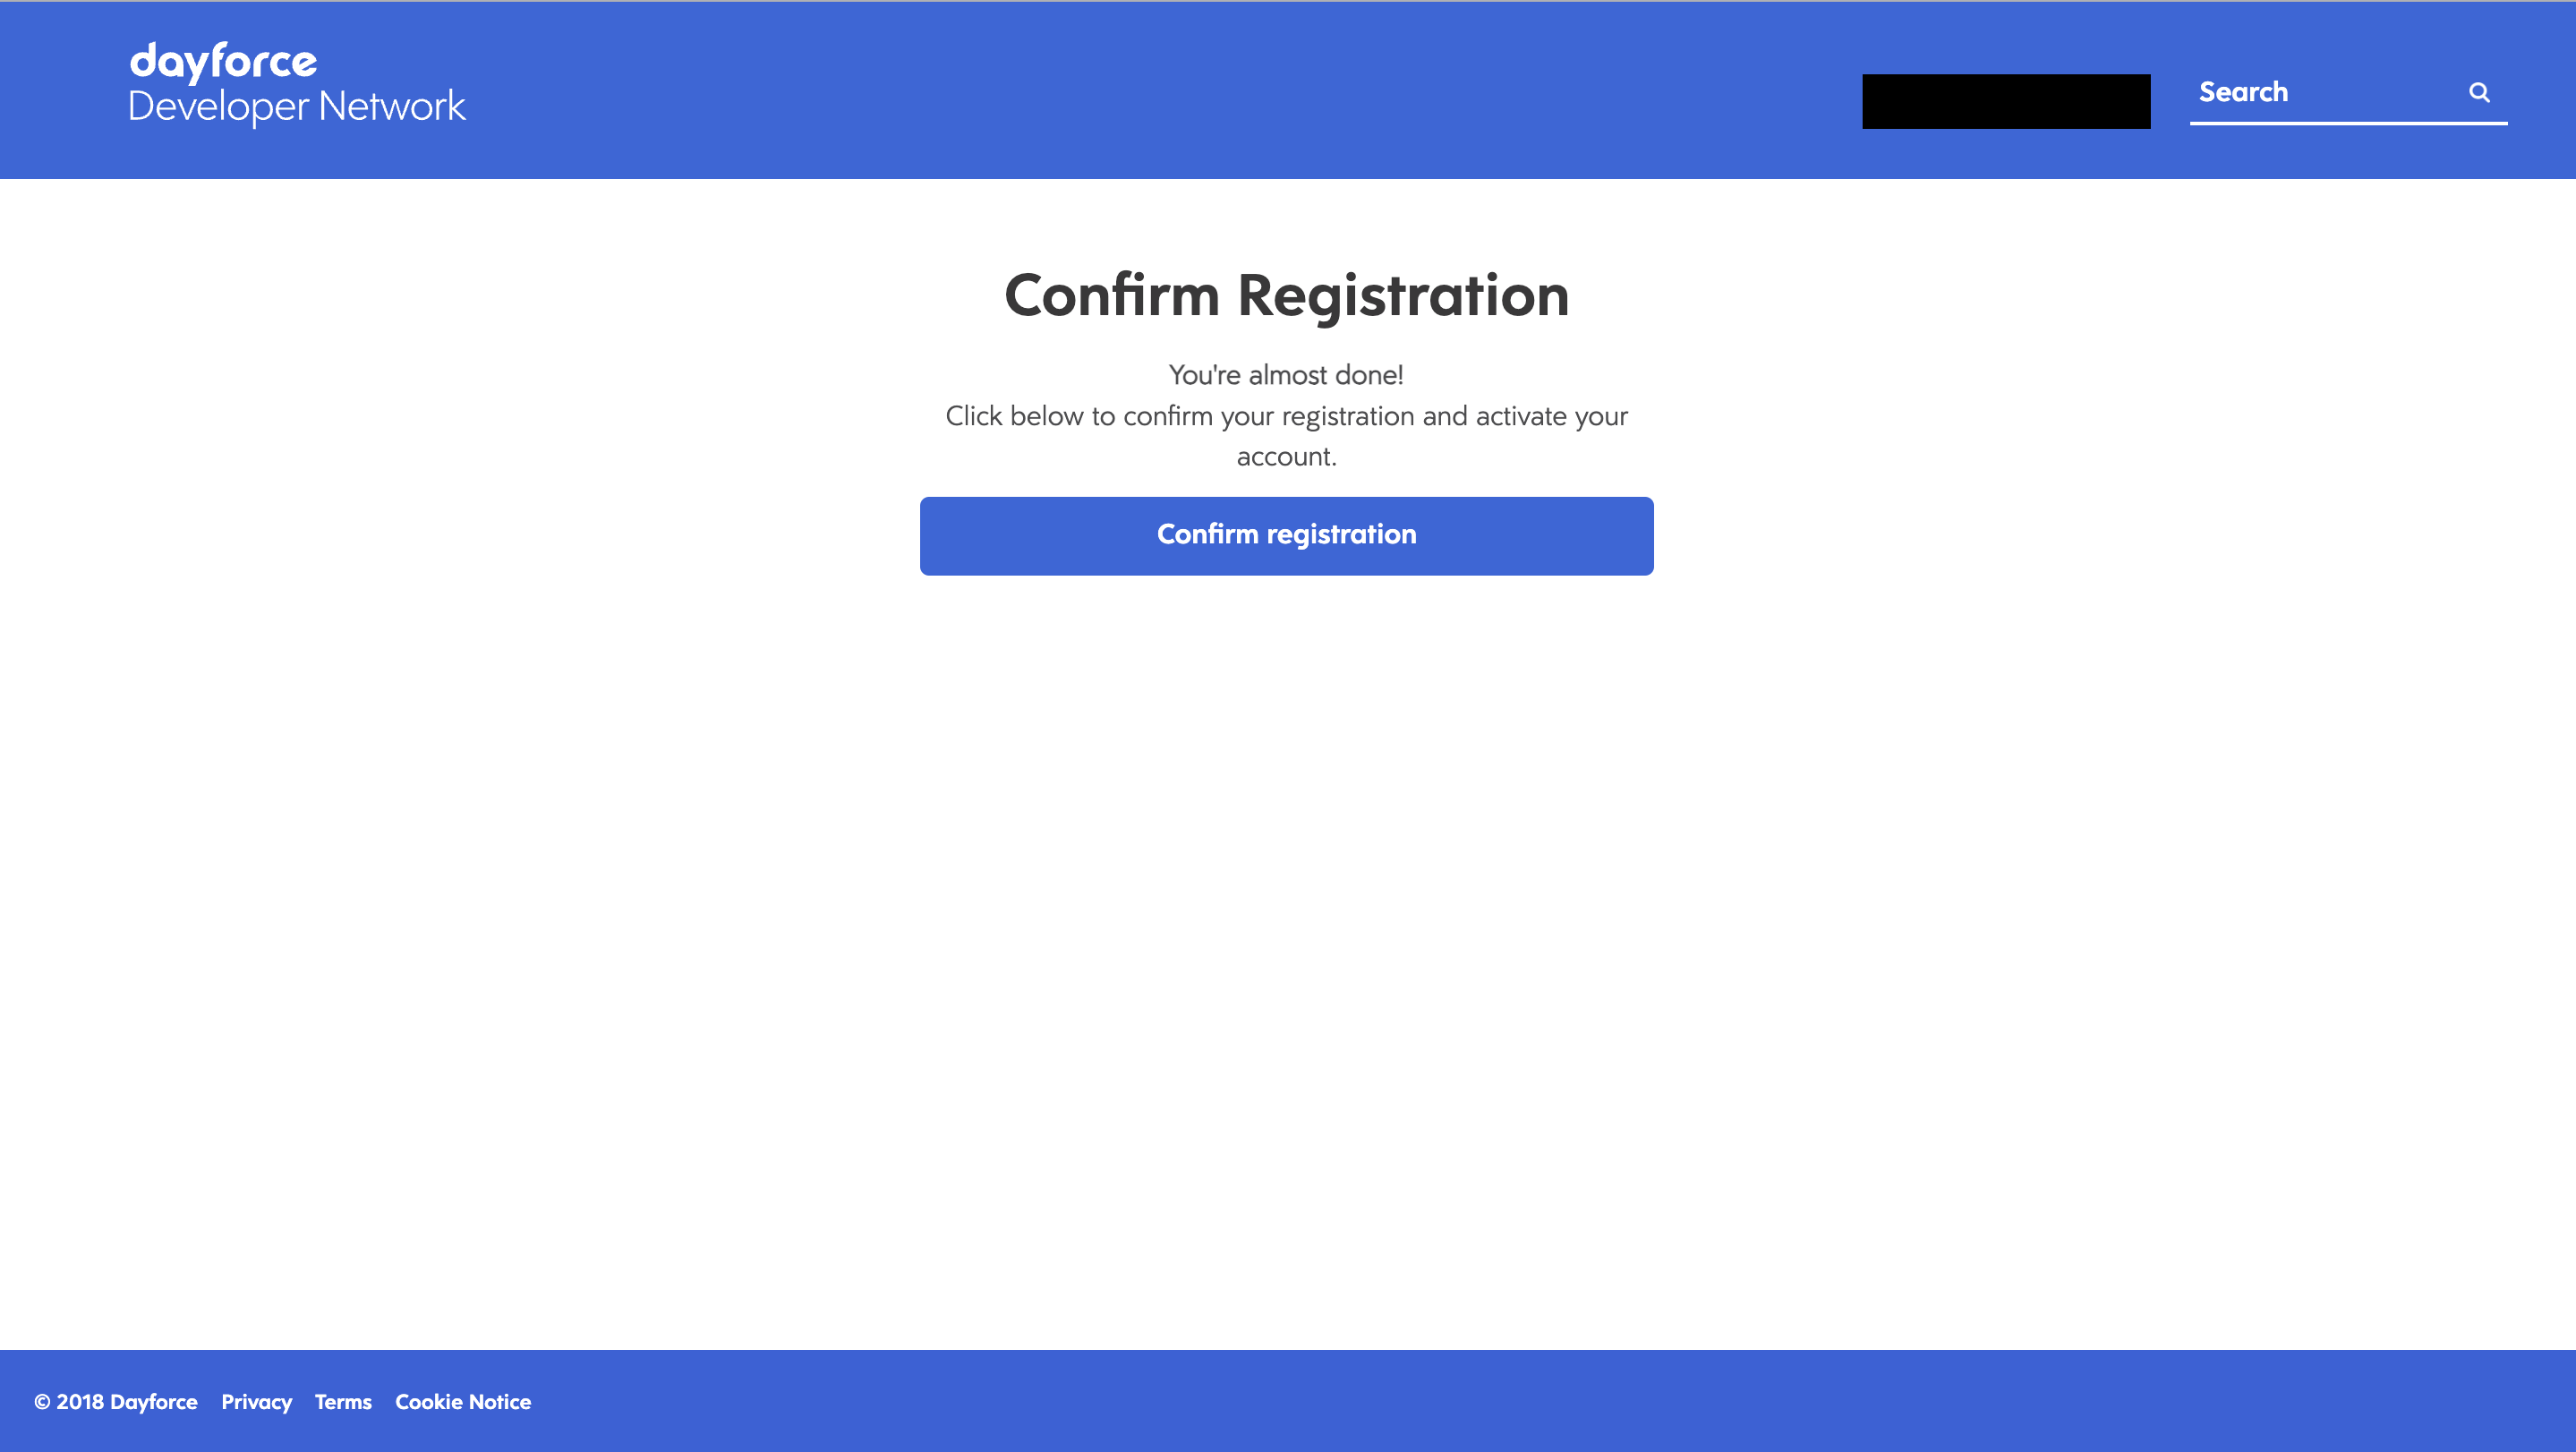 dayforce
Developer Network
Search
Confirm Registration
You're almost done!
Click below to confirm your registration and activate your
account.
Confirm registration
© 2018 Dayforce Privacy Terms Cookie Notice